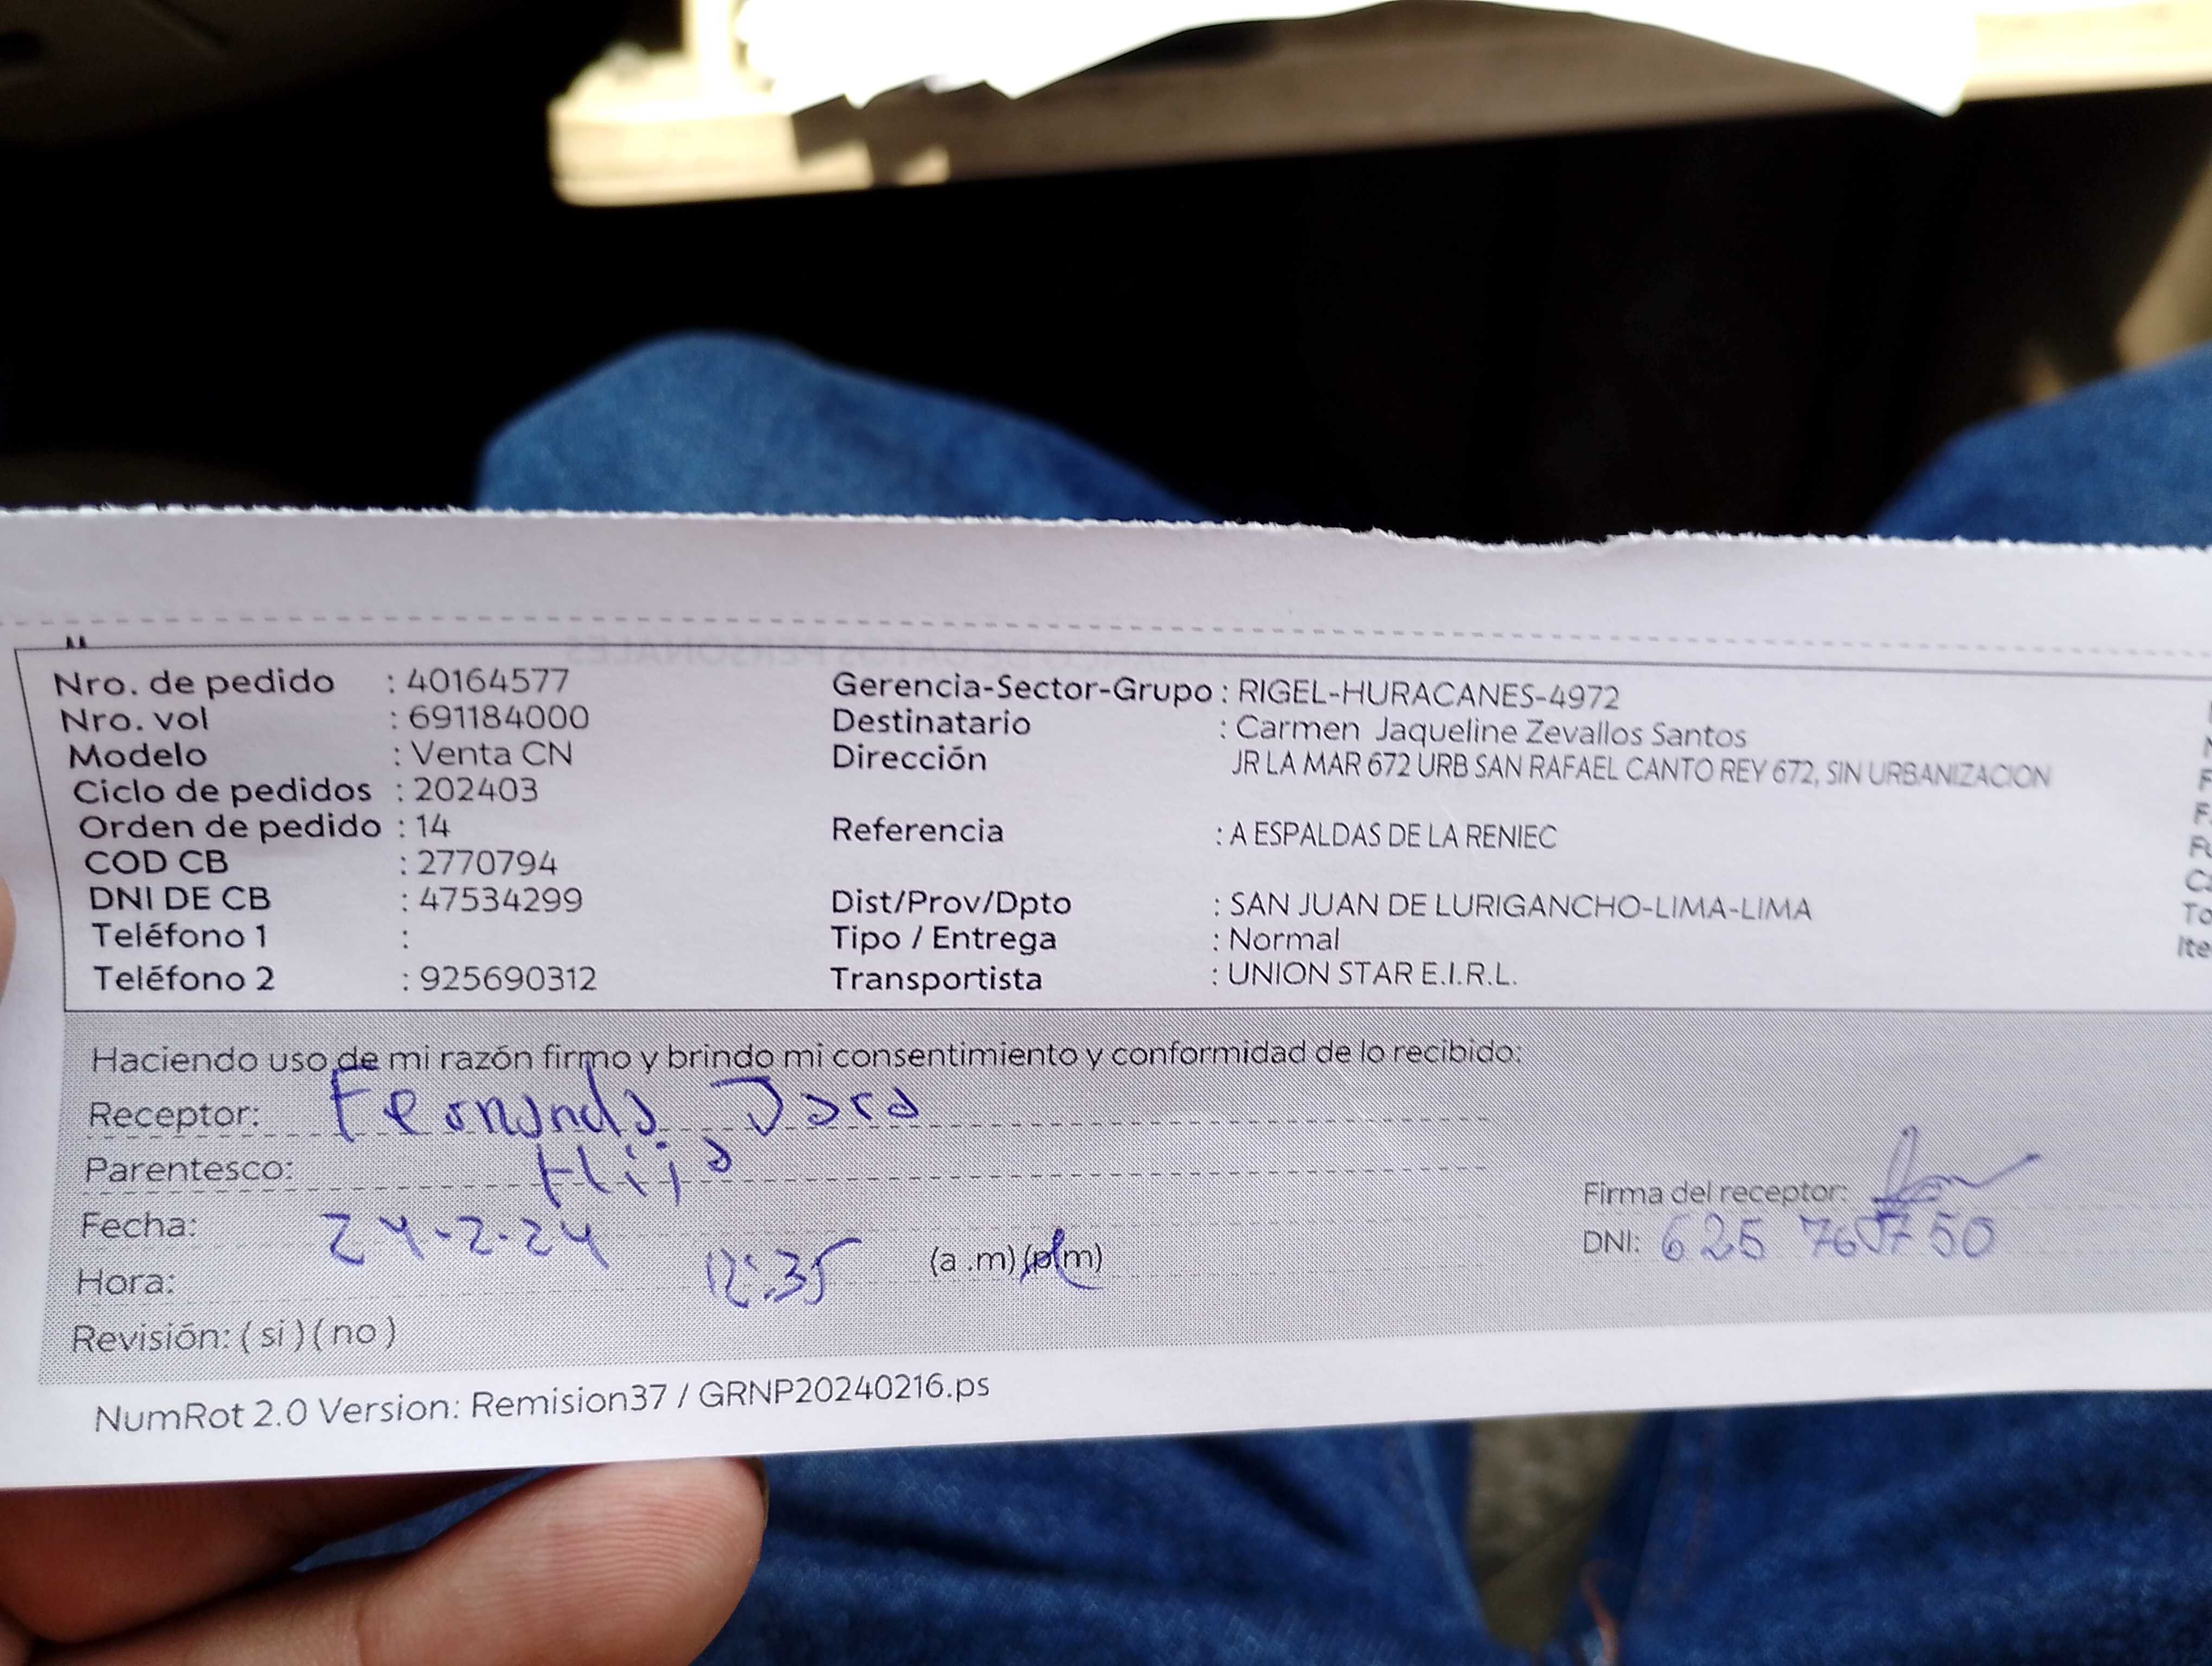 Nro. de pedido : 40164577
Nro. vol : 691184000
Modelo : Venta CN
Ciclo de pedidos : 202403
Orden de pedido : 14
COD CB : 2770794
DNI DE CB : 47534299
Teléfono 1 :
Teléfono 2 : 925690312
Gerencia-Sector-Grupo : RIGEL-HURACANES-4972
Destinatario : Carmen Jaqueline Zevallos Santos
Dirección JR LA MAR 672 URB SAN RAFAEL CANTO REY 672, SIN URBANIZACION
Referencia : A ESPALDAS DE LA RENIEC
Dist/Prov/Dpto : SAN JUAN DE LURIGANCHO-LIMA-LIMA
Tipo / Entrega : Normal
Transportista : UNION STAR E.I.R.L.
Haciendo uso de mi razón firmo y brindo mi consentimiento y conformidad de lo recibido:
Receptor: Fernanda Jara
Parentesco: Hija
Fecha: 24-2-24
Hora: 12:35 (a .m) (p.m)
Firma del receptor:
DNI: 625
Revisión: ( si ) ( no )
NumRot 2.0 Version: Remision37 / GRNP20240216.ps